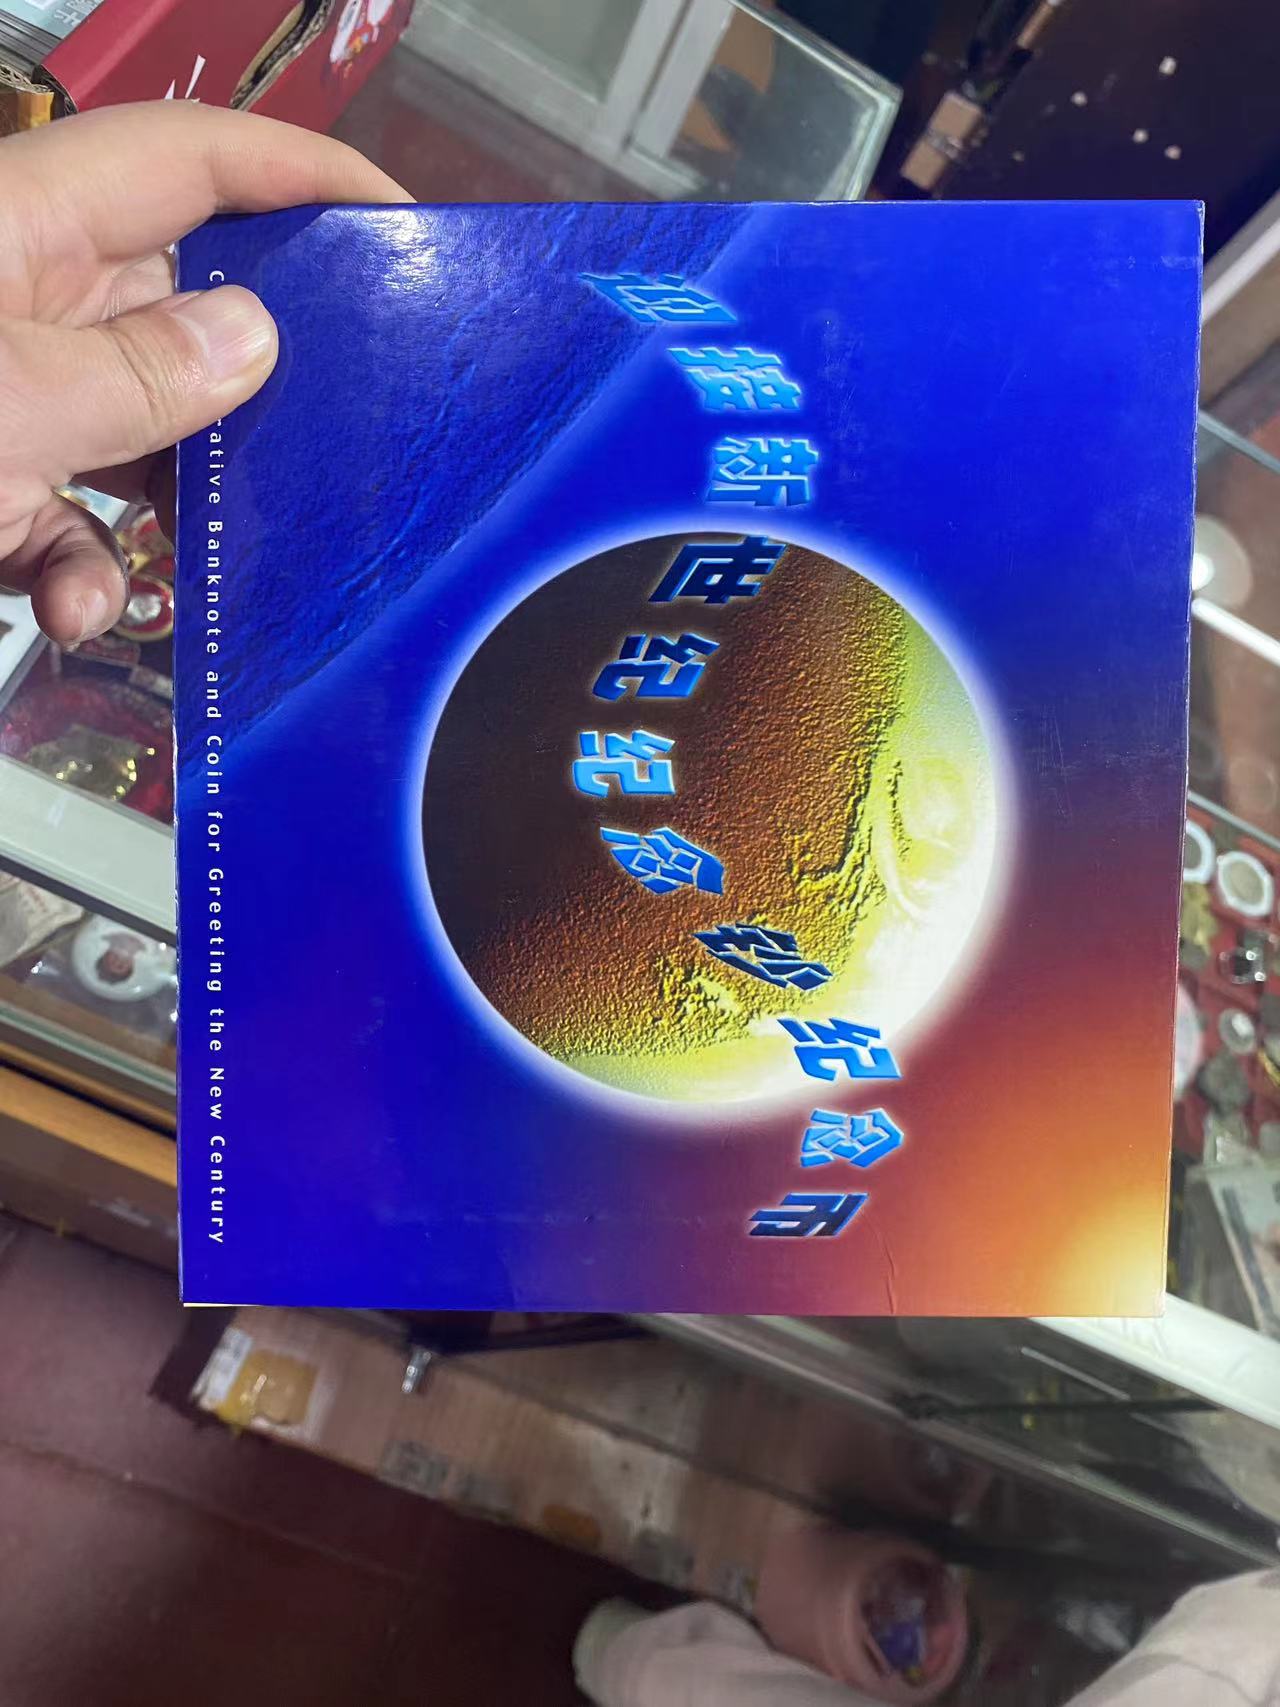 迎接新世纪纪念钞纪念币
rative Banknote and Coin for Greeting the New Century